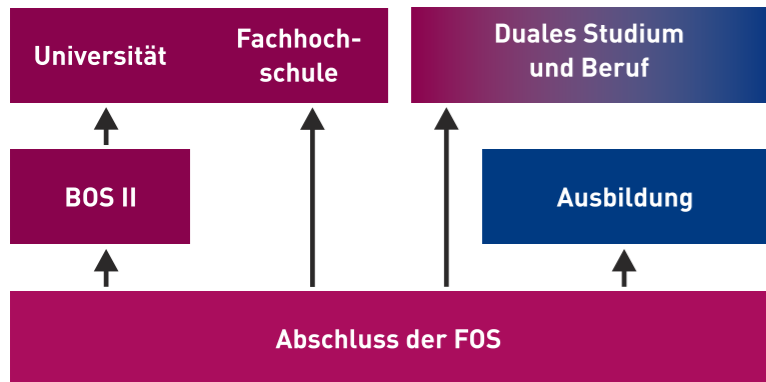 Universität
Fachhoch-
schule
Duales Studium
und Beruf
BOS II
Ausbildung
Abschluss der FOS